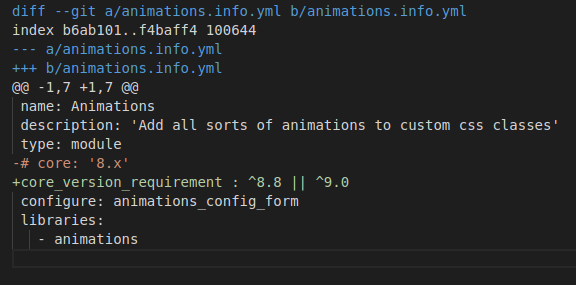 diff --git a/animations.info.yml b/animations.info.yml
index b6ab101..f4baff4 100644
--- a/animations.info.yml
+++ b/animations.info.yml
@@ -1,7 +1,7 @@
 name: Animations
 description: 'Add all sorts of animations to custom css classes'
 type: module
-# core: '8.x'
+core_version_requirement : ^8.8 || ^9.0
 configure: animations_config_form
 libraries:
   - animations